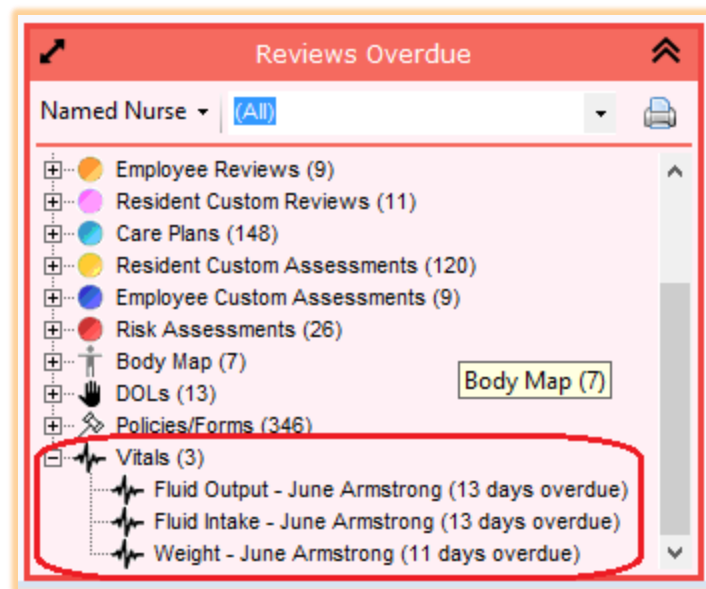 Reviews Overdue
Named Nurse (All)
Employee Reviews (9)
Resident Custom Reviews (11)
Care Plans (148)
Resident Custom Assessments (120)
Employee Custom Assessments (9)
Risk Assessments (26)
Body Map (7)
Body Map (7)
DOLs (13)
Policies/Forms (346)
Vitals (3)
Fluid Output - June Armstrong (13 days overdue)
Fluid Intake - June Armstrong (13 days overdue)
Weight - June Armstrong (11 days overdue)